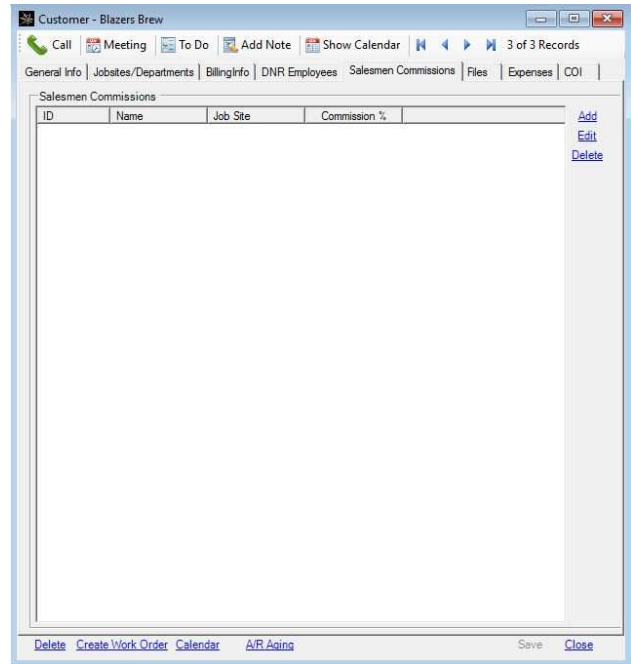 Customer - Blazers Brew
Call Meeting To Do Add Note Show Calendar 3 of 3 Records
General Info Jobsites/Departments BillingInfo DNR Employees Salesmen Commissions Files Expenses COI
Salesmen Commissions
ID Name Job Site Commission %
Add
Edit
Delete
Delete Create Work Order Calendar A/R Aging Save Close